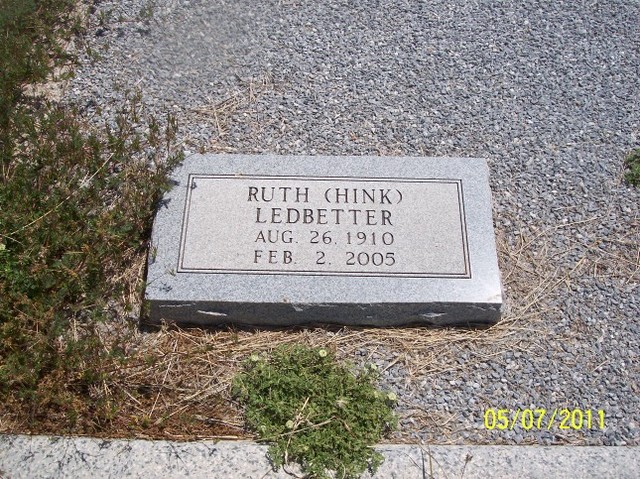 RUTH (HINK)
LEDBETTER
AUG. 26, 1910
FEB. 2, 2005
05/07/2011